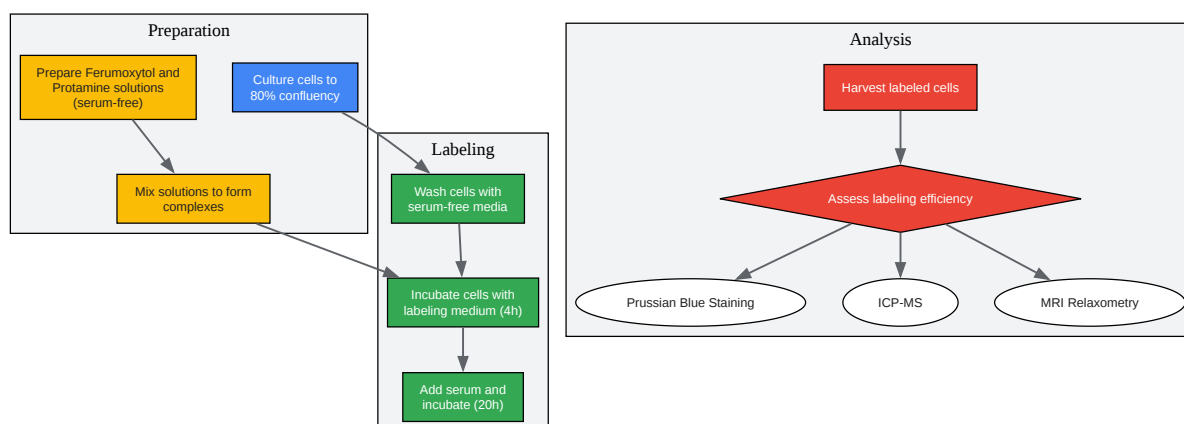 Preparation
Prepare Ferumoxytol and
Protamine solutions
(serum-free)
Culture cells to
80% confluency
Mix solutions to form
complexes
Labeling
Wash cells with
serum-free media
Incubate cells with
labeling medium (4h)
Add serum and
incubate (20h)
Analysis
Harvest labeled cells
Assess labeling efficiency
Prussian Blue Staining
ICP-MS
MRI Relaxometry